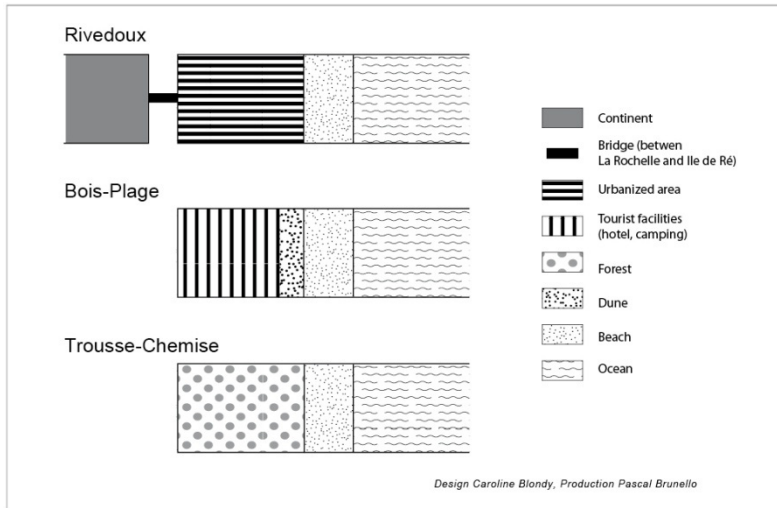 Rivedoux
Bois-Plage
Trousse-Chemise
Continent
Bridge (betwen
La Rochelle and Ile de Ré)
Urbanized area
Tourist facilities
(hotel, camping)
Forest
Dune
Beach
Ocean
Design Caroline Blondy, Production Pascal Brunello